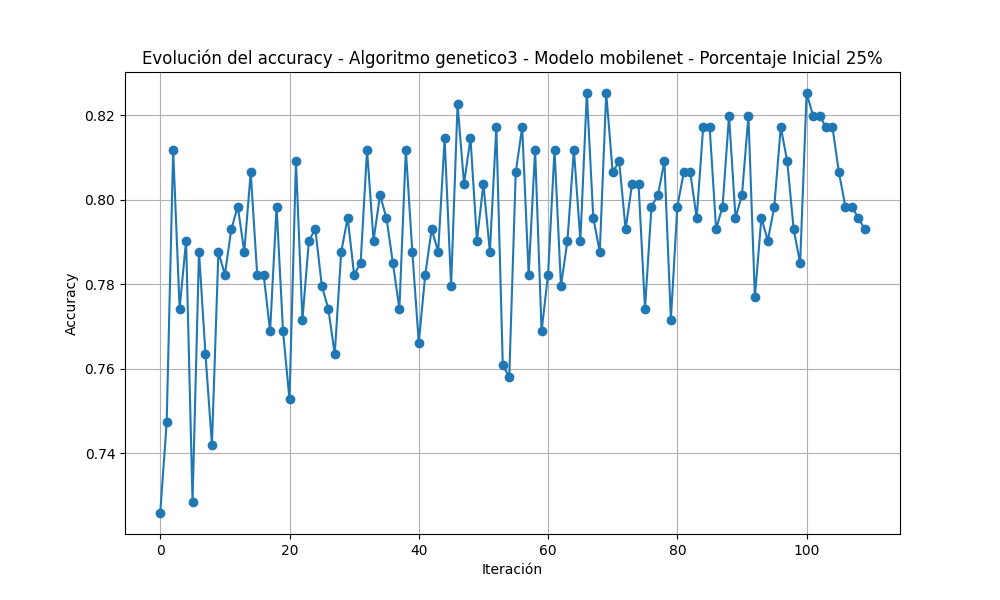 Evolución del accuracy - Algoritmo genetico3 - Modelo mobilenet - Porcentaje Inicial 25%
Accuracy
0.82
0.80
0.78
0.76
0.74
0 20 40 60 80 100
Iteración